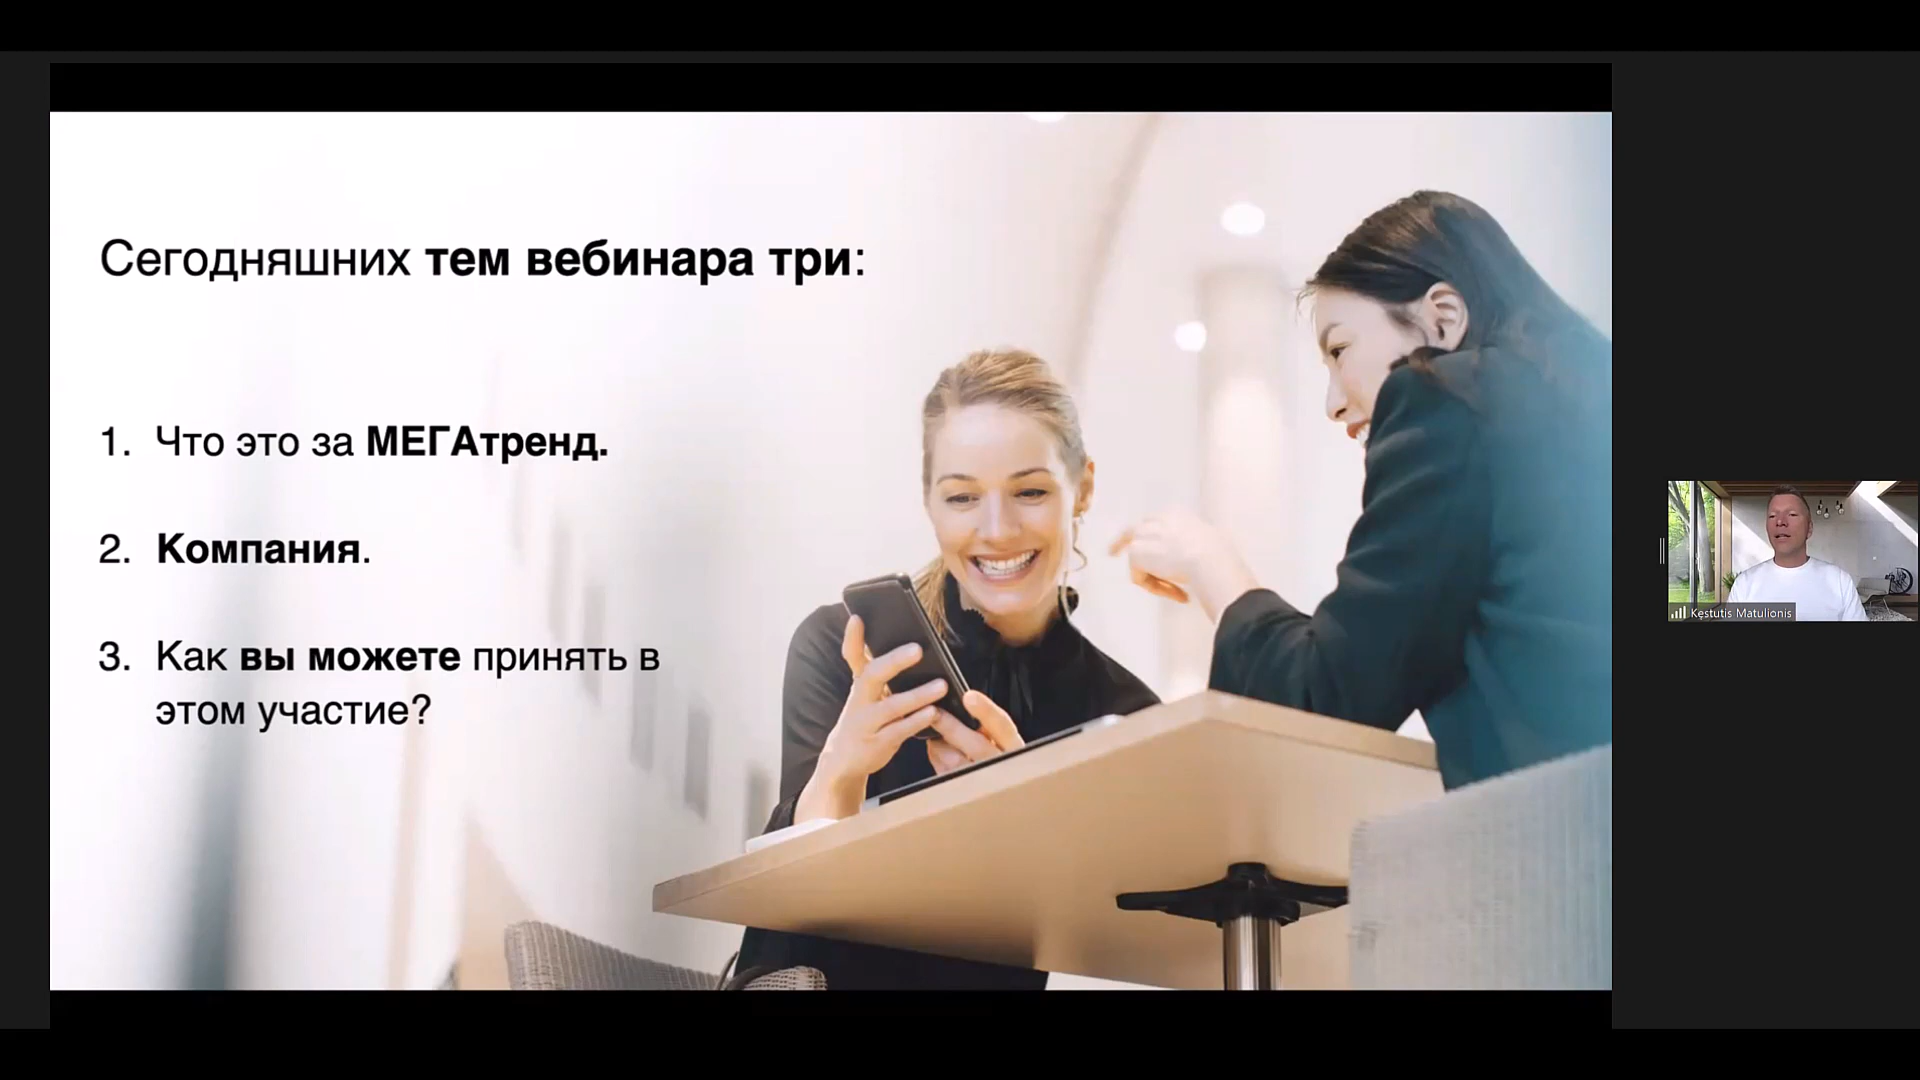 Сегодняшних тем вебинара три:
1. Что это за МЕГАтренд.
2. Компания.
3. Как вы можете принять в
этом участие?
Kęstutis Matulionis